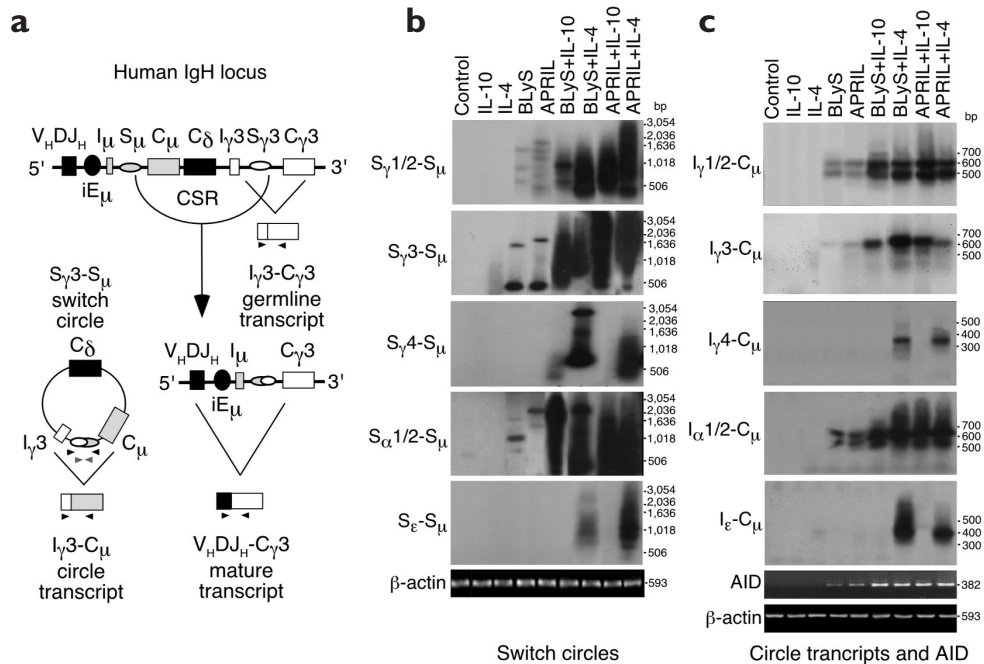 a
Human IgH locus
VHDJH Iμ Sμ Cμ Cδ Iγ3 Sγ3 Cγ3
5' 3'
iEμ
CSR
Iγ3-Cγ3
germline
transcript
Sγ3-Sμ
switch
circle
Cδ
Iγ3 Cμ
Iγ3-Cμ
circle
transcript
VHDJH Iμ Cγ3
5' 3'
iEμ
VHDJH-Cγ3
mature
transcript
b
Control
IL-10
IL-4
BLyS
APRIL
BLyS+IL-10
BLyS+IL-4
APRIL+IL-10
APRIL+IL-4
bp
Sγ1/2-Sμ
3,054
2,036
1,636
1,018
506
Sγ3-Sμ
3,054
2,036
1,636
1,018
506
Sγ4-Sμ
3,054
2,036
1,636
1,018
506
Sα1/2-Sμ
3,054
2,036
1,636
1,018
506
Sε-Sμ
3,054
2,036
1,636
1,018
506
β-actin 593
Switch circles
c
Control
IL-10
IL-4
BLyS
APRIL
BLyS+IL-10
BLyS+IL-4
APRIL+IL-10
APRIL+IL-4
bp
Iγ1/2-Cμ
700
600
500
Iγ3-Cμ
700
600
500
Iγ4-Cμ
500
400
300
Iα1/2-Cμ
700
600
500
Iε-Cμ
500
400
300
AID 382
β-actin 593
Circle trancripts and AID